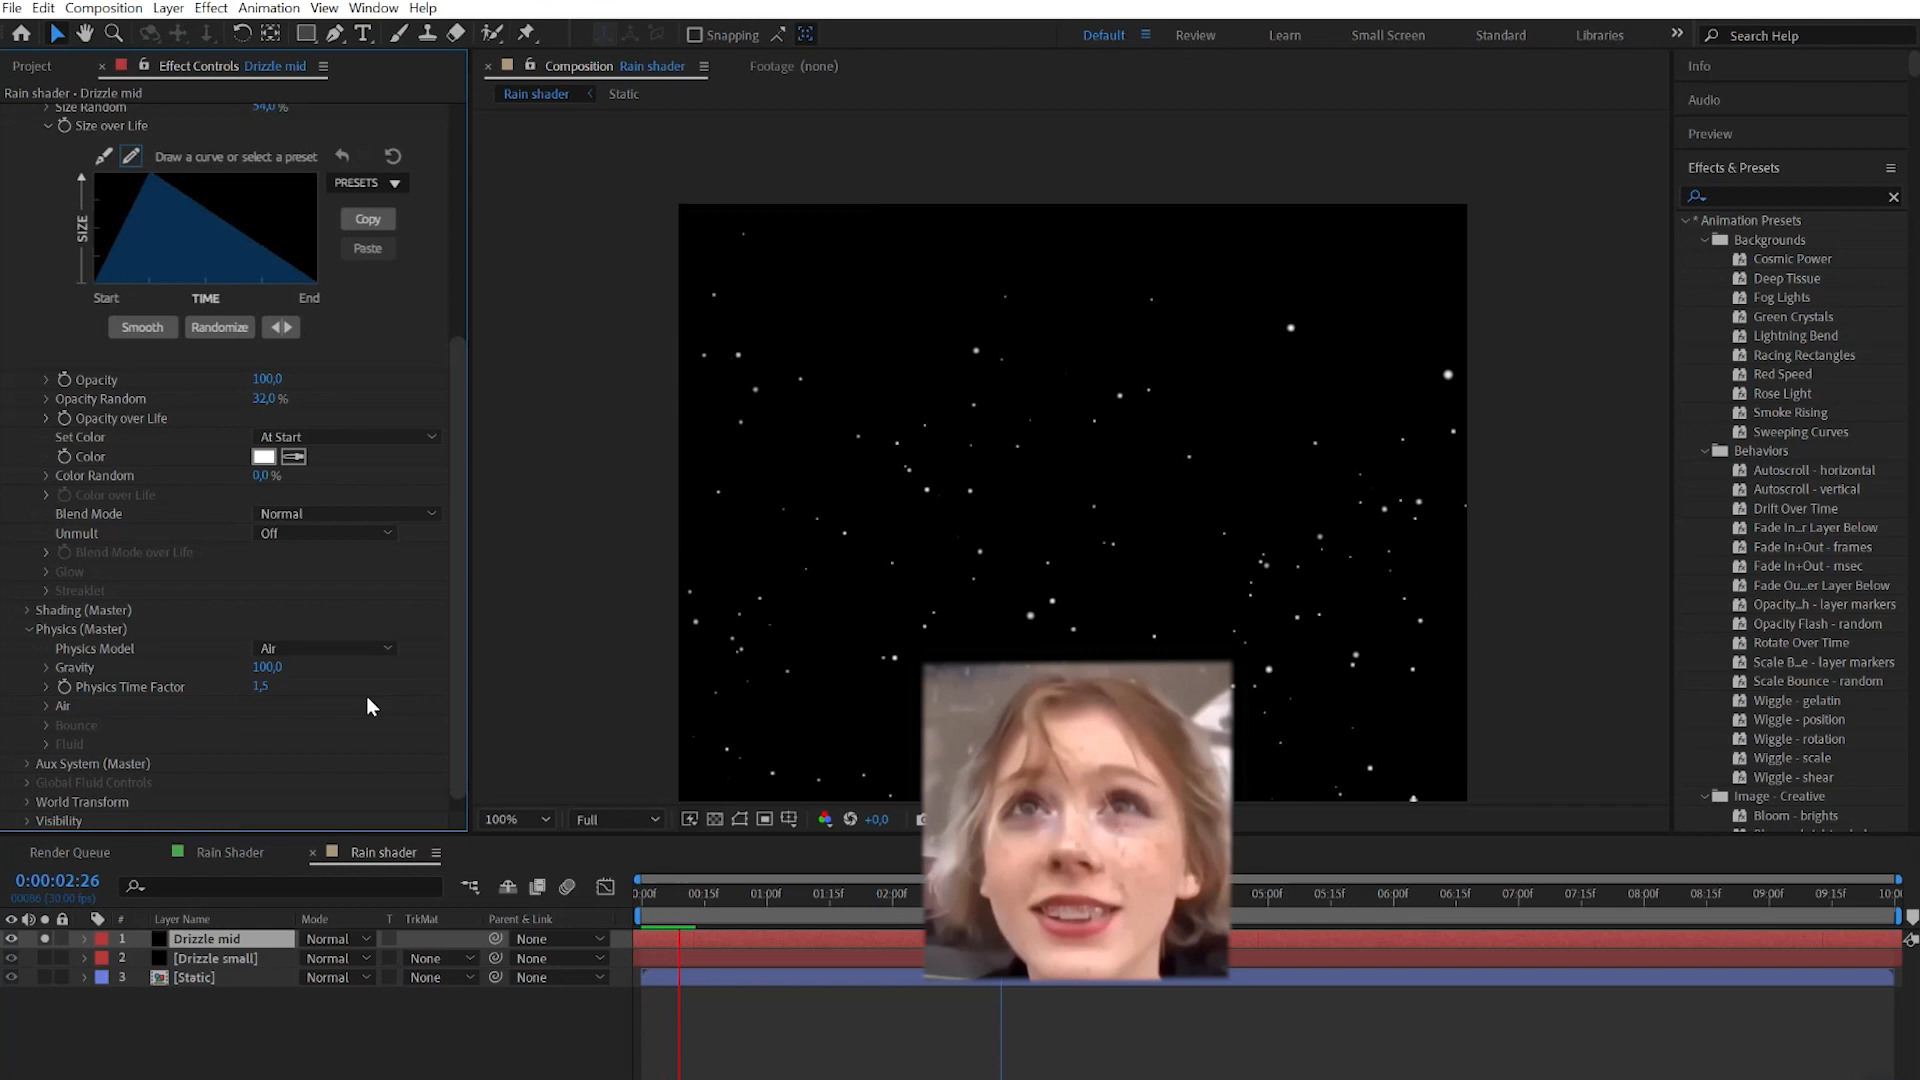 File Edit Composition Layer Effect Animation View Window Help
Snapping
Default Review Learn Small Screen Standard Libraries Search Help
Project Effect Controls Drizzle mid
Rain shader • Drizzle mid
Size Random 54,0 %
Size over Life
Draw a curve or select a preset
PRESETS
Copy
Paste
SIZE
Start TIME End
Smooth Randomize
Opacity 100,0
Opacity Random 32,0 %
Opacity over Life
Set Color At Start
Color
Color Random 0,0 %
Color over Life
Blend Mode Normal
Unmult Off
Blend Mode over Life
Glow
Streaklet
Shading (Master)
Physics (Master)
Physics Model Air
Gravity 100,0
Physics Time Factor 1,5
Air
Bounce
Fluid
Aux System (Master)
Global Fluid Controls
World Transform
Visibility
Composition Rain shader Footage (none)
Rain shader Static
100% Full +0,0
Info
Audio
Preview
Effects & Presets
* Animation Presets
Backgrounds
Cosmic Power
Deep Tissue
Fog Lights
Green Crystals
Lightning Bend
Racing Rectangles
Red Speed
Rose Light
Smoke Rising
Sweeping Curves
Behaviors
Autoscroll - horizontal
Autoscroll - vertical
Drift Over Time
Fade In...r Layer Below
Fade In+Out - frames
Fade In+Out - msec
Fade Ou...er Layer Below
Opacity...h - layer markers
Opacity Flash - random
Rotate Over Time
Scale B...e - layer markers
Scale Bounce - random
Wiggle - gelatin
Wiggle - position
Wiggle - rotation
Wiggle - scale
Wiggle - shear
Image - Creative
Bloom - brights
Render Queue Rain Shader Rain shader
0:00:02:26
00086 (30.00 fps)
0:00f 00:15f 01:00f 01:15f 02:00f 05:00f 05:15f 06:00f 06:15f 07:00f 07:15f 08:00f 08:15f 09:00f 09:15f 10:0
# Layer Name Mode T TrkMat Parent & Link
1 Drizzle mid Normal None
2 [Drizzle small] Normal None None
3 [Static] Normal None None